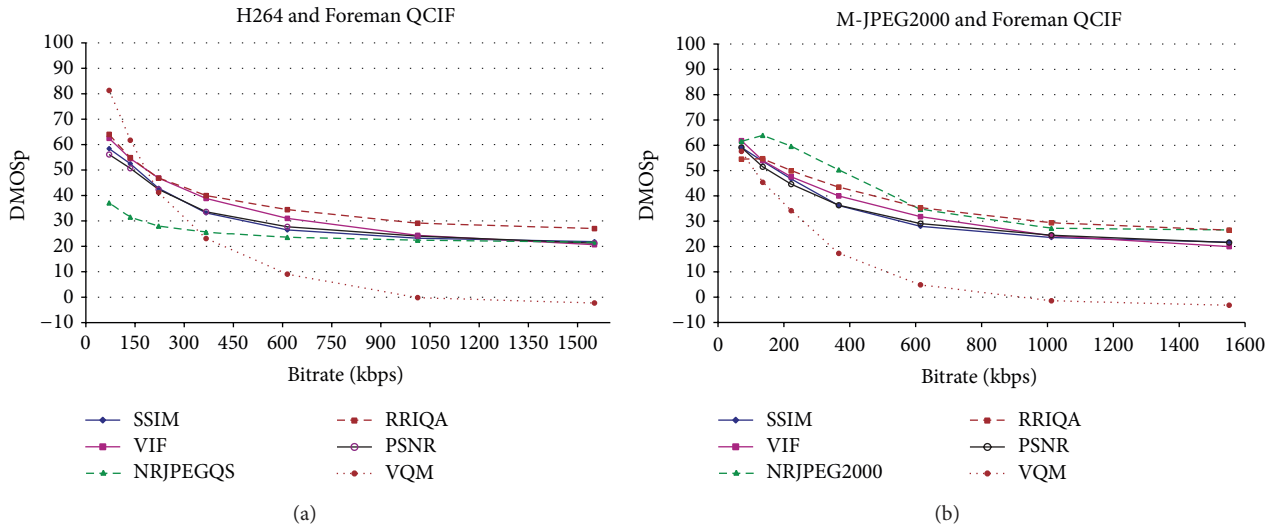 H264 and Foreman QCIF
100
90
80
70
60
50
40
30
20
10
0
−10
DMOSp
0 150 300 450 600 750 900 1050 1200 1350 1500
Bitrate (kbps)
SSIM
VIF
NRJPEGQS
RRIQA
PSNR
VQM
(a)
M-JPEG2000 and Foreman QCIF
100
90
80
70
60
50
40
30
20
10
0
−10
DMOSp
0 200 400 600 800 1000 1200 1400 1600
Bitrate (kbps)
SSIM
VIF
NRJPEG2000
RRIQA
PSNR
VQM
(b)